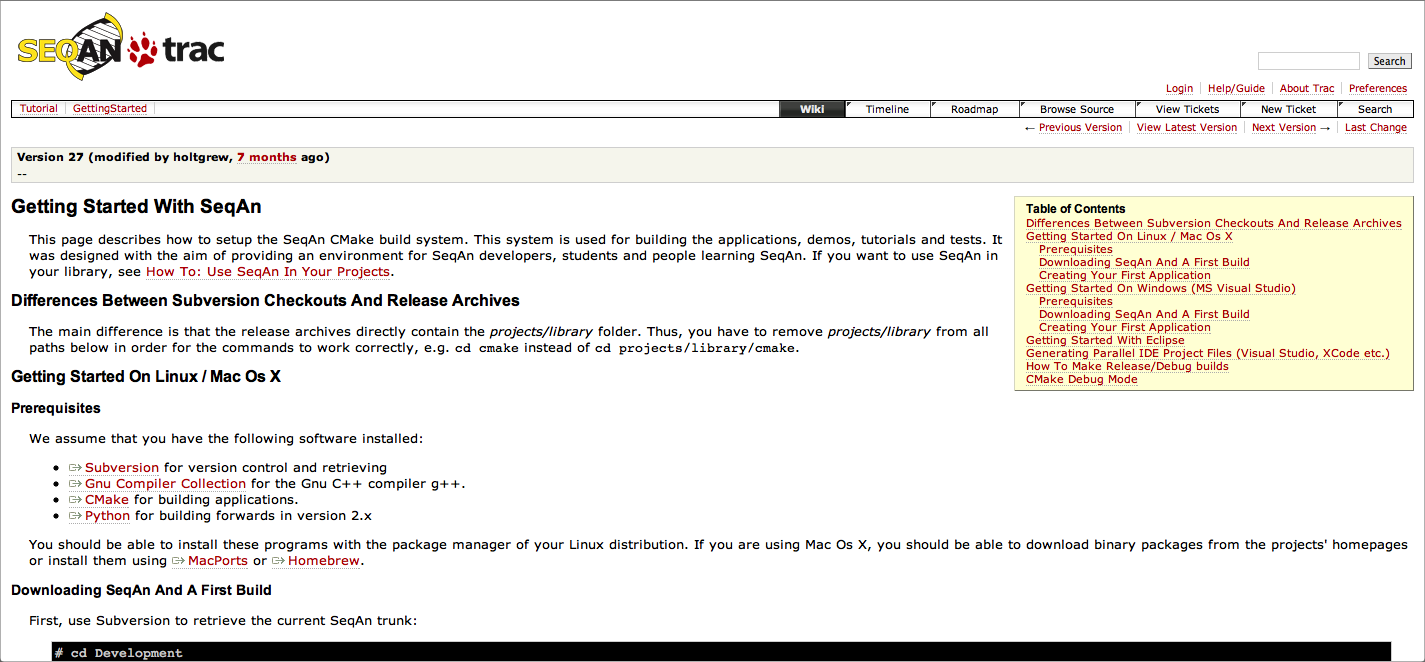 SEQAN trac
Search
Login Help/Guide About Trac Preferences
Tutorial GettingStarted Wiki Timeline Roadmap Browse Source View Tickets New Ticket Search
← Previous Version View Latest Version Next Version → Last Change
Version 27 (modified by holtgrew, 7 months ago)
--
Getting Started With SeqAn
This page describes how to setup the SeqAn CMake build system. This system is used for building the applications, demos, tutorials and tests. It
was designed with the aim of providing an environment for SeqAn developers, students and people learning SeqAn. If you want to use SeqAn in
your library, see How To: Use SeqAn In Your Projects.
Differences Between Subversion Checkouts And Release Archives
The main difference is that the release archives directly contain the projects/library folder. Thus, you have to remove projects/library from all
paths below in order for the commands to work correctly, e.g. cd cmake instead of cd projects/library/cmake.
Table of Contents
Differences Between Subversion Checkouts And Release Archives
Getting Started On Linux / Mac Os X
Prerequisites
Downloading SeqAn And A First Build
Creating Your First Application
Getting Started On Windows (MS Visual Studio)
Prerequisites
Downloading SeqAn And A First Build
Creating Your First Application
Getting Started With Eclipse
Generating Parallel IDE Project Files (Visual Studio, XCode etc.)
How To Make Release/Debug builds
CMake Debug Mode
Getting Started On Linux / Mac Os X
Prerequisites
We assume that you have the following software installed:
• Subversion for version control and retrieving
• Gnu Compiler Collection for the Gnu C++ compiler g++.
• CMake for building applications.
• Python for building forwards in version 2.x
You should be able to install these programs with the package manager of your Linux distribution. If you are using Mac Os X, you should be able to download binary packages from the projects' homepages
or install them using MacPorts or Homebrew.
Downloading SeqAn And A First Build
First, use Subversion to retrieve the current SeqAn trunk:
# cd Development